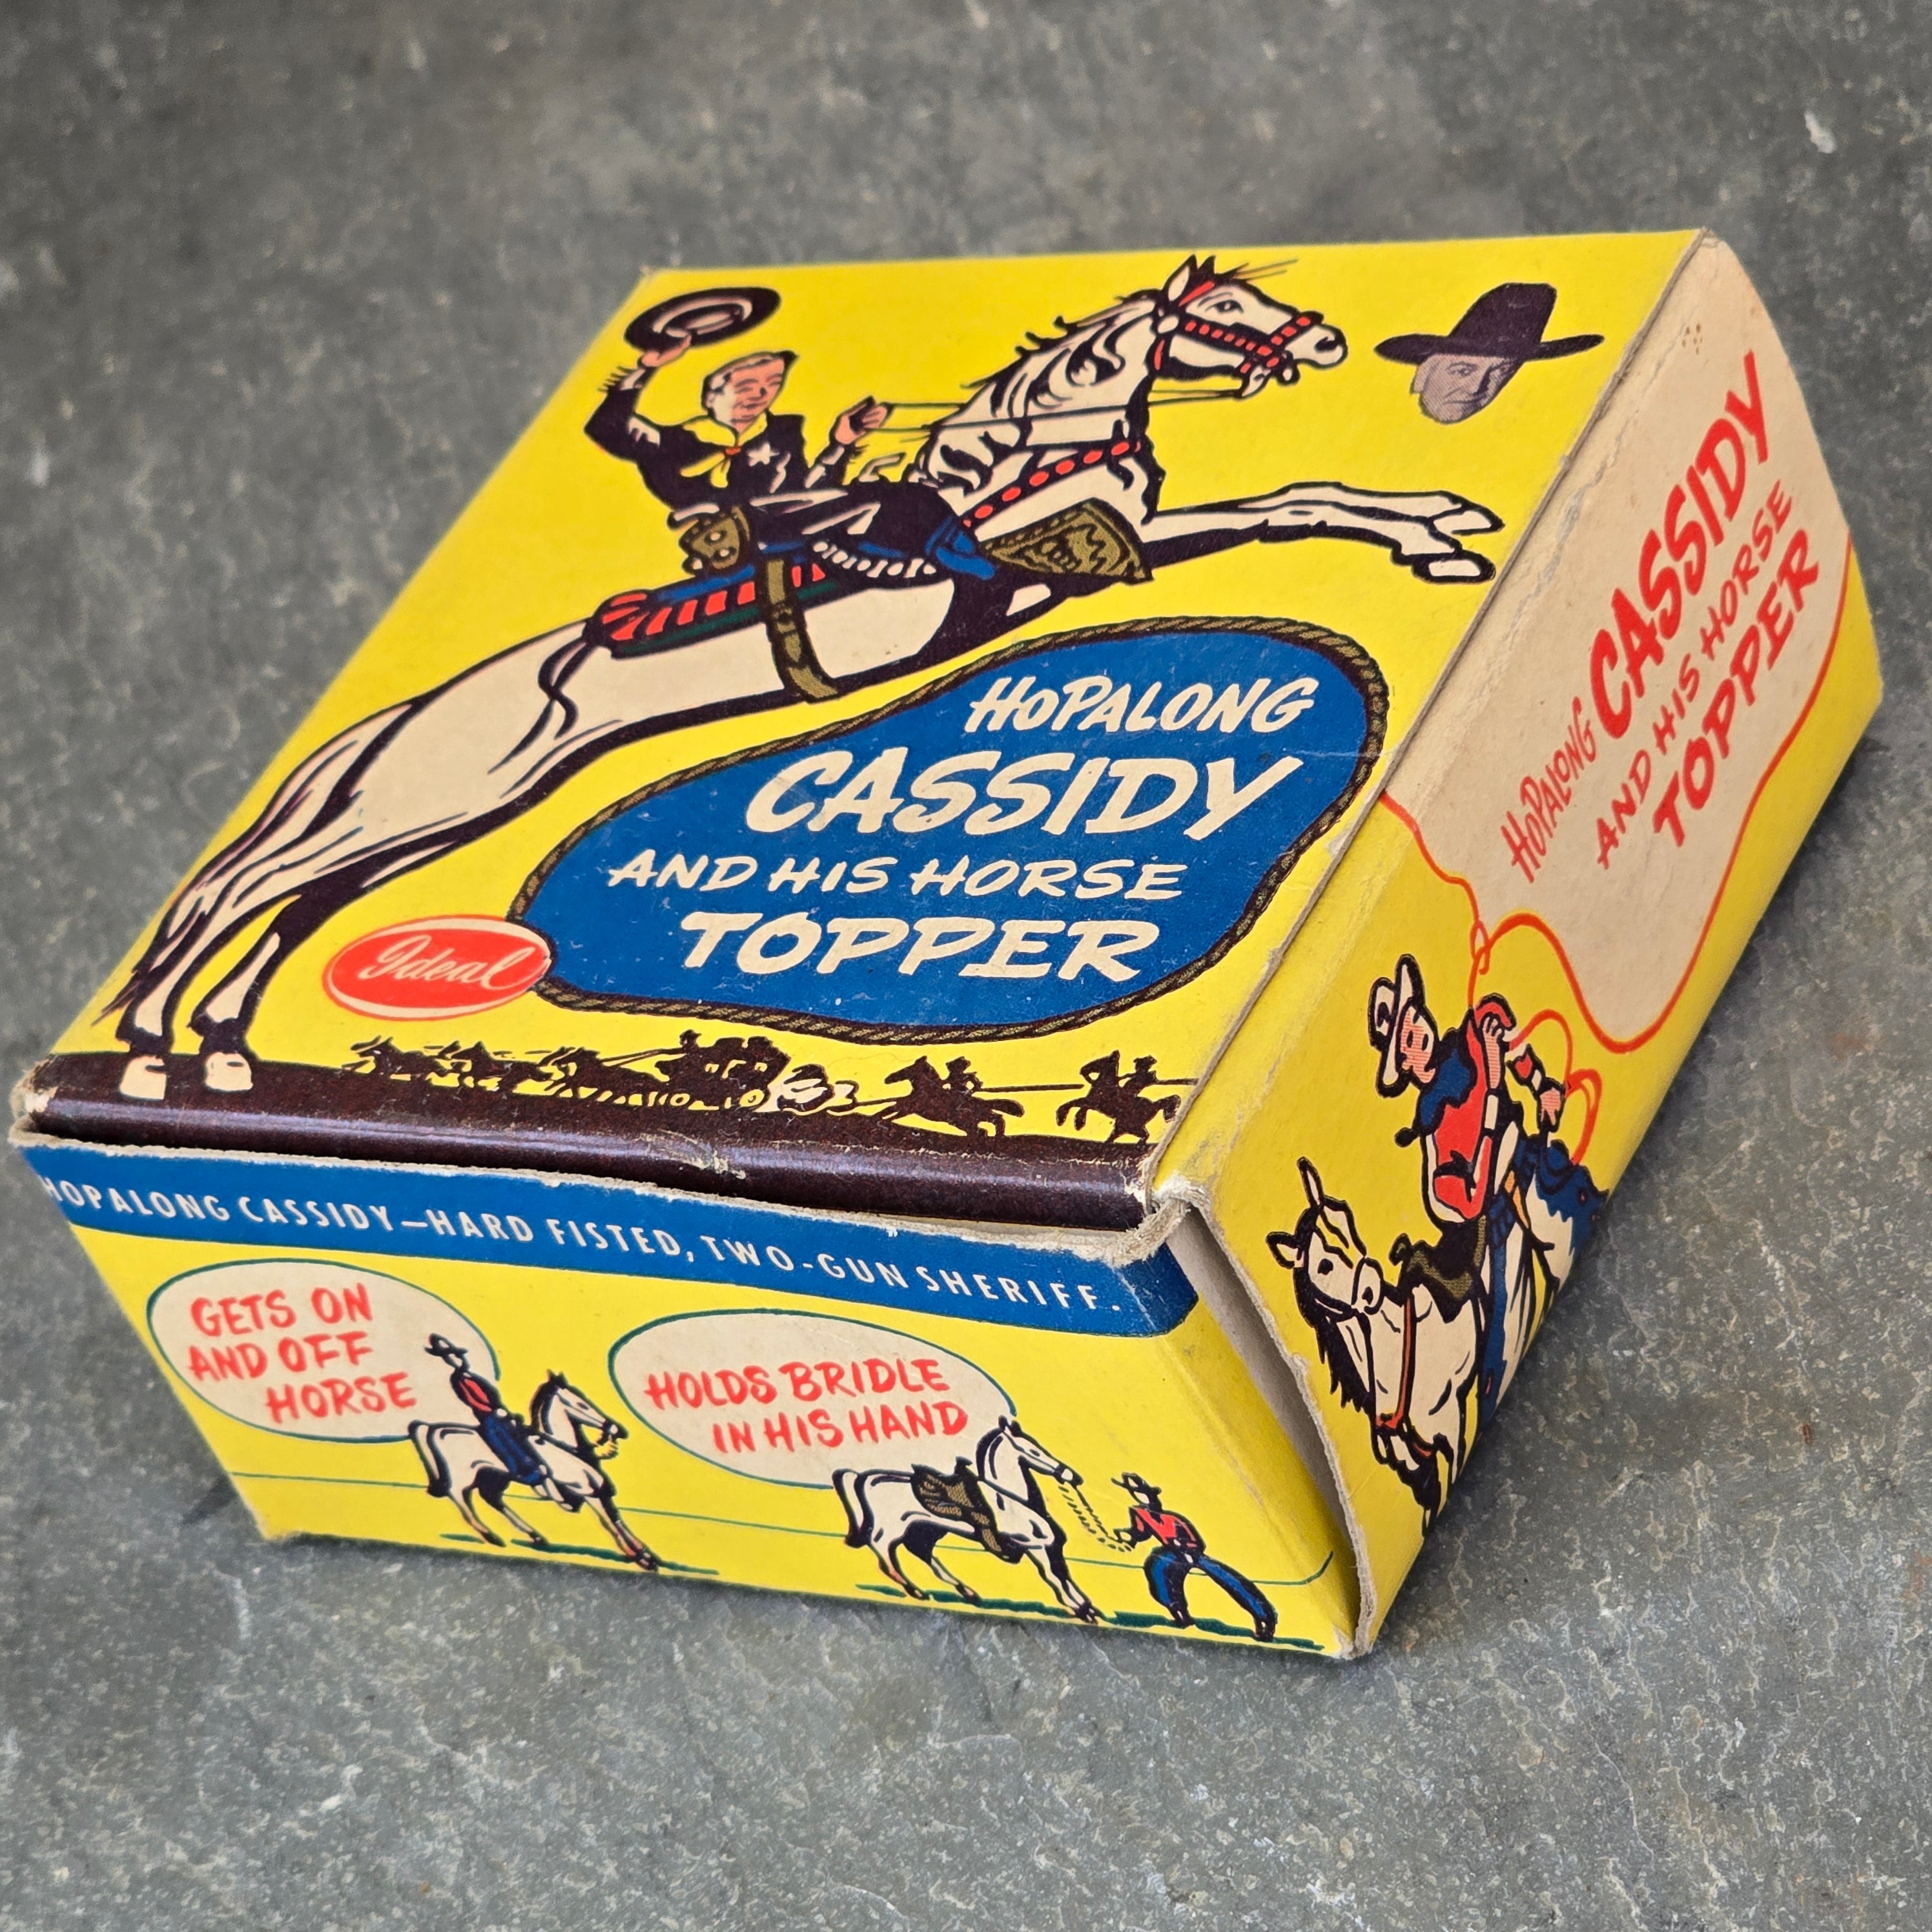 HOPALONG
CASSIDY
AND HIS HORSE
TOPPER
Ideal
HOPALONG CASSIDY
AND HIS HORSE
TOPPER
HOPALONG CASSIDY—HARD FISTED, TWO-GUN SHERIFF.
GETS ON
AND OFF
HORSE
HOLDS BRIDLE
IN HIS HAND